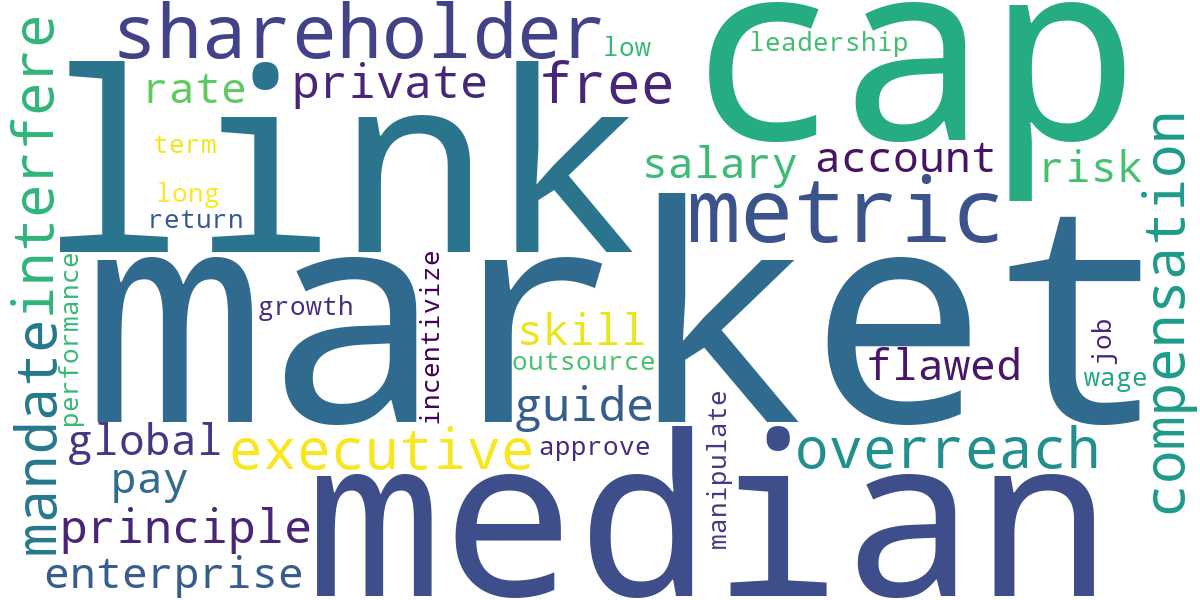 shareholder
cap
low
leadership
link
rate
private
free
interfere
term
salary
account
risk
long
return
metric
compensation
market
performance
growth
incentivize
skill
outsource
flawed
job
wage
mandate
guide
global
executive
approve
manipulate
overreach
pay
median
principle
enterprise